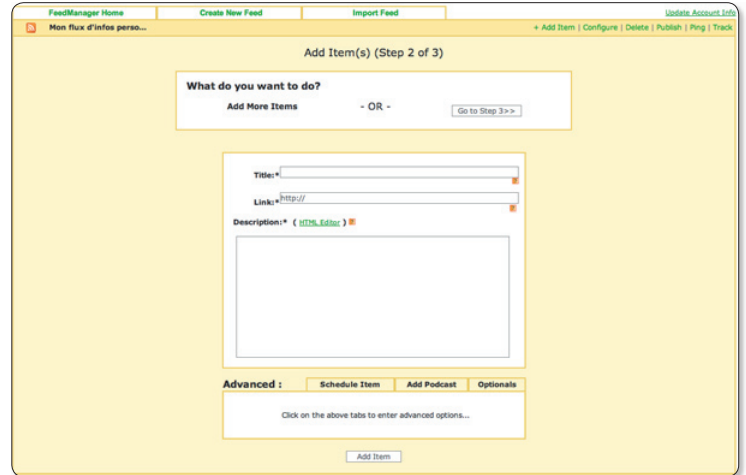 FeedManager Home Create New Feed Import Feed Update Account Info
Mon flux d'infos perso... + Add Item | Configure | Delete | Publish | Ping | Track
Add Item(s) (Step 2 of 3)
What do you want to do?
Add More Items - OR - Go to Step 3>>
Title:*
Link:* http://
Description:* ( HTML Editor )
Advanced : Schedule Item Add Podcast Optionals
Click on the above tabs to enter advanced options...
Add Item